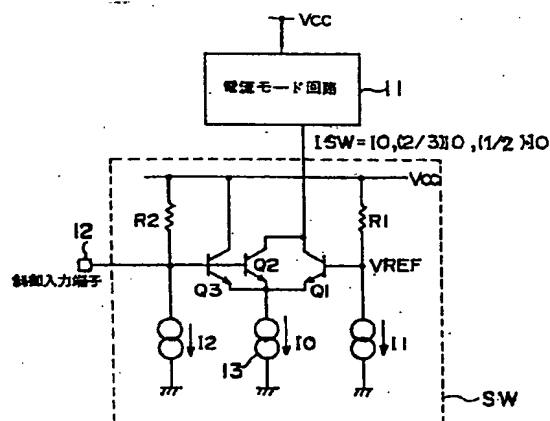 VCC
電流モード回路
11
ISW=I0,(2/3)I0,(1/2)I0
VCC
R2
R1
12
制御入力端子
Q3
Q2
Q1
VREF
I2
I0
I1
13
SW